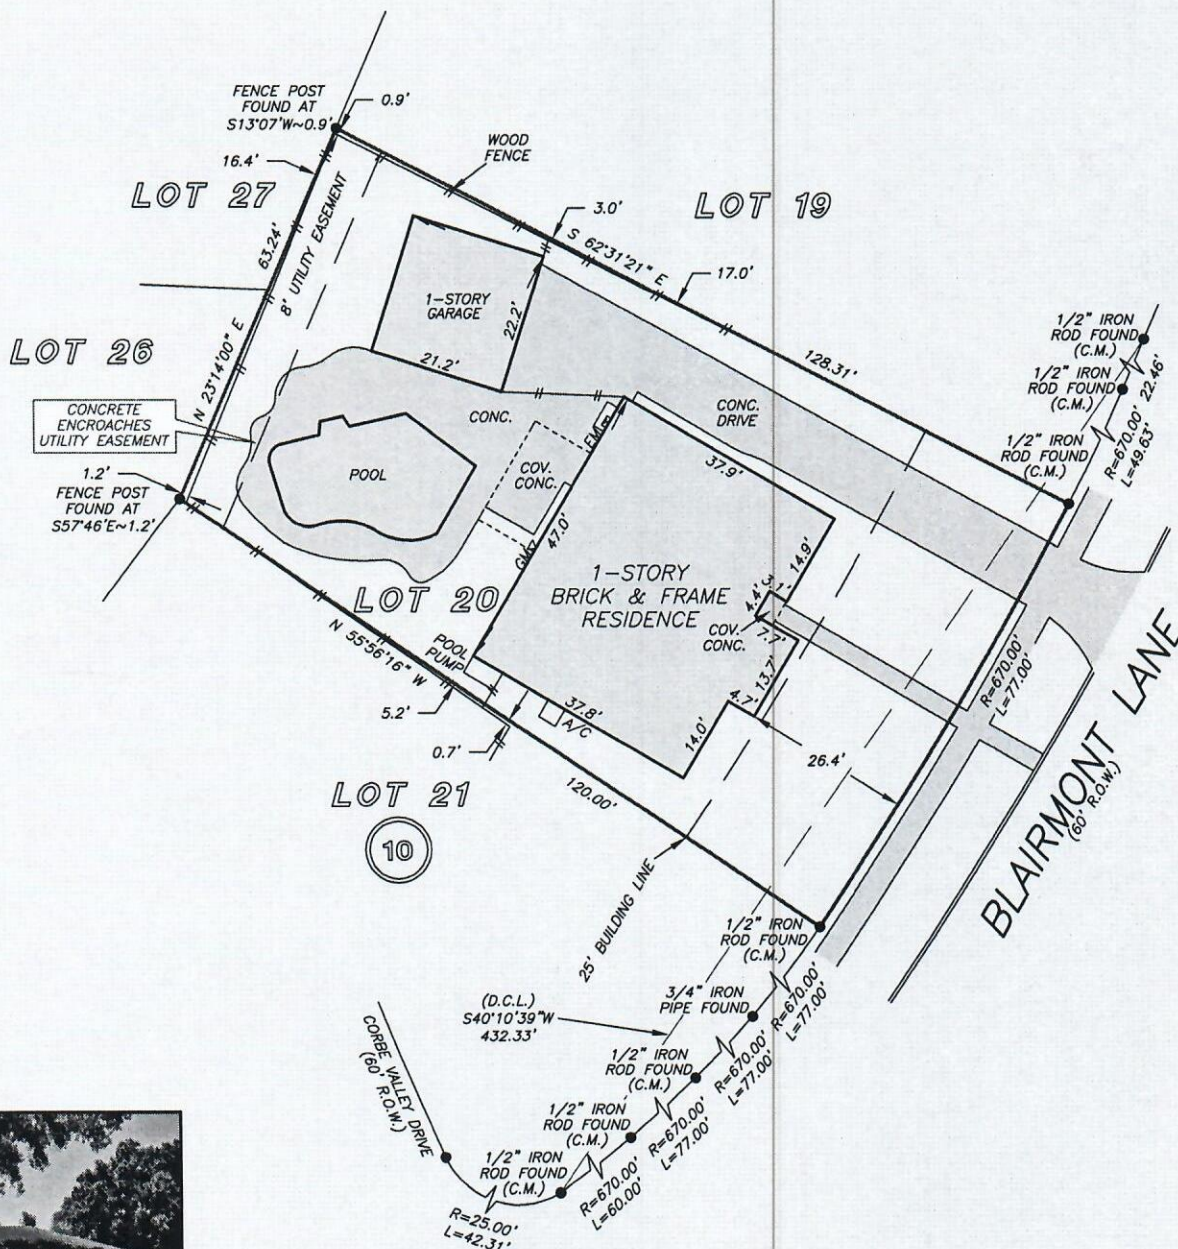 FENCE POST
FOUND AT
S13°07'W~0.9'
0.9'
WOOD
FENCE
16.4'
LOT 27
LOT 19
3.0'
S 62°31'21" E
17.0'
63.24'
8' UTILITY EASEMENT
1-STORY
GARAGE
22.2'
21.2'
128.31'
1/2" IRON
ROD FOUND
(C.M.)
1/2" IRON
ROD FOUND
(C.M.)
R=670.00' 22.46'
L=49.63'
1/2" IRON
ROD FOUND
(C.M.)
LOT 26
N 23°14'00" E
CONCRETE
ENCROACHES
UTILITY EASEMENT
CONC.
CONC.
DRIVE
EM
37.9'
POOL
COV.
CONC.
1.2'
FENCE POST
FOUND AT
S57°46'E~1.2'
47.0'
GM
14.9'
3.1'
4.4'
1-STORY
BRICK & FRAME
RESIDENCE
COV.
CONC.
7.7'
LOT 20
N 55°56'16" W
POOL
PUMP
13.7'
4.7'
R=670.00'
L=77.00'
5.2'
37.8'
A/C
14.0'
0.7'
26.4'
LOT 21
10
120.00'
BLAIRMONT LANE
(60' R.O.W.)
25' BUILDING LINE
1/2" IRON
ROD FOUND
(C.M.)
R=670.00'
L=77.00'
(D.C.L.)
S40°10'39"W
432.33'
3/4" IRON
PIPE FOUND
R=670.00'
L=77.00'
CORBE VALLEY DRIVE
(60' R.O.W.)
1/2" IRON
ROD FOUND
(C.M.)
R=670.00'
L=77.00'
1/2" IRON
ROD FOUND
(C.M.)
R=670.00'
L=60.00'
1/2" IRON
ROD FOUND
(C.M.)
R=25.00'
L=42.31'